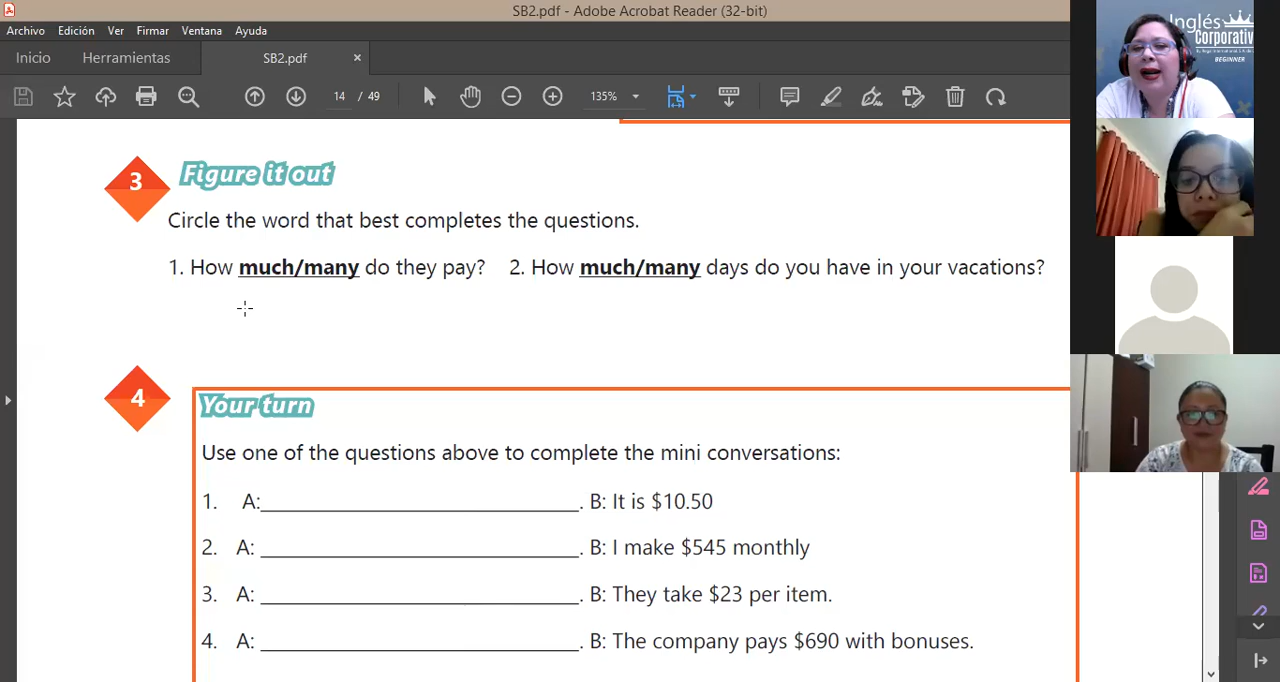 SB2.pdf - Adobe Acrobat Reader (32-bit)
Archivo Edición Ver Firmar Ventana Ayuda
Inicio Herramientas SB2.pdf ×
14 / 49 135%
3 Figure it out
Circle the word that best completes the questions.
1. How much/many do they pay? 2. How much/many days do you have in your vacations?
4 Your turn
Use one of the questions above to complete the mini conversations:
1. A:______________________________. B: It is $10.50
2. A: ______________________________. B: I make $545 monthly
3. A: ______________________________. B: They take $23 per item.
4. A: ______________________________. B: The company pays $690 with bonuses.
Inglés
Corporativ
BEGINNER